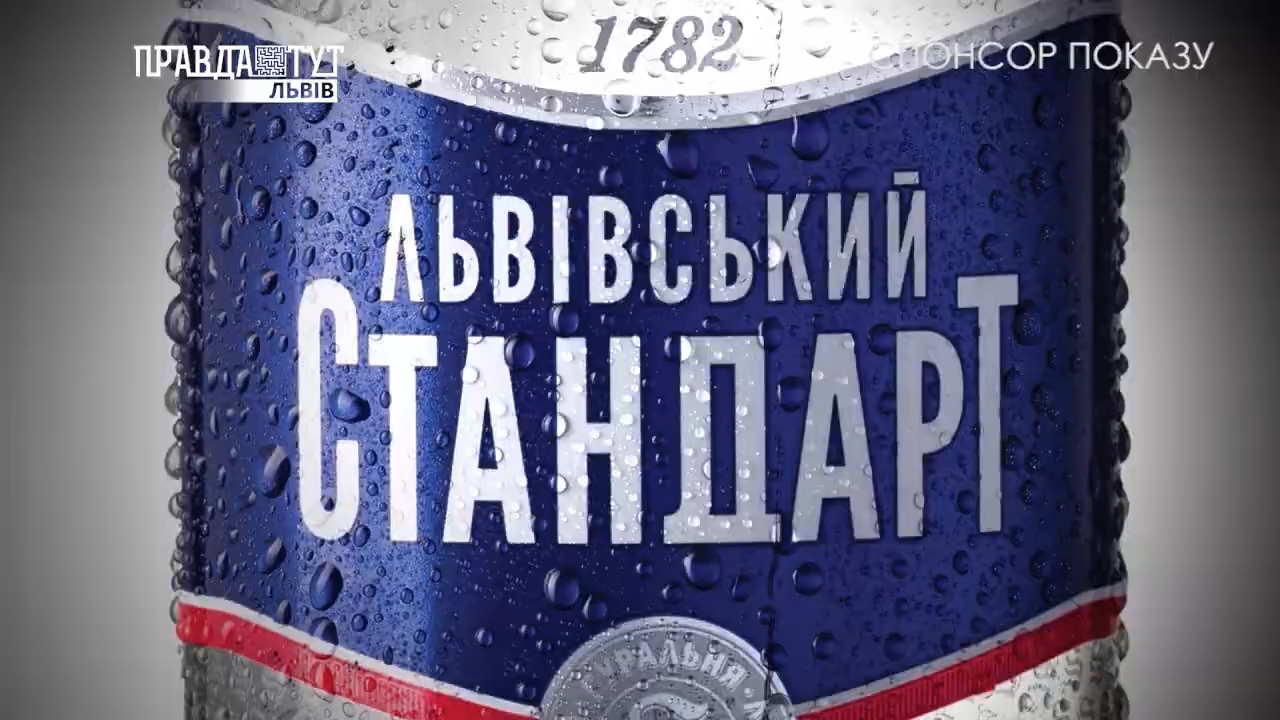 1782
ПРАВДА ТУТ
ЛЬВІВ
СПОНСОР ПОКАЗУ
ЛЬВІВСЬКИЙ
СТАНДАРТ